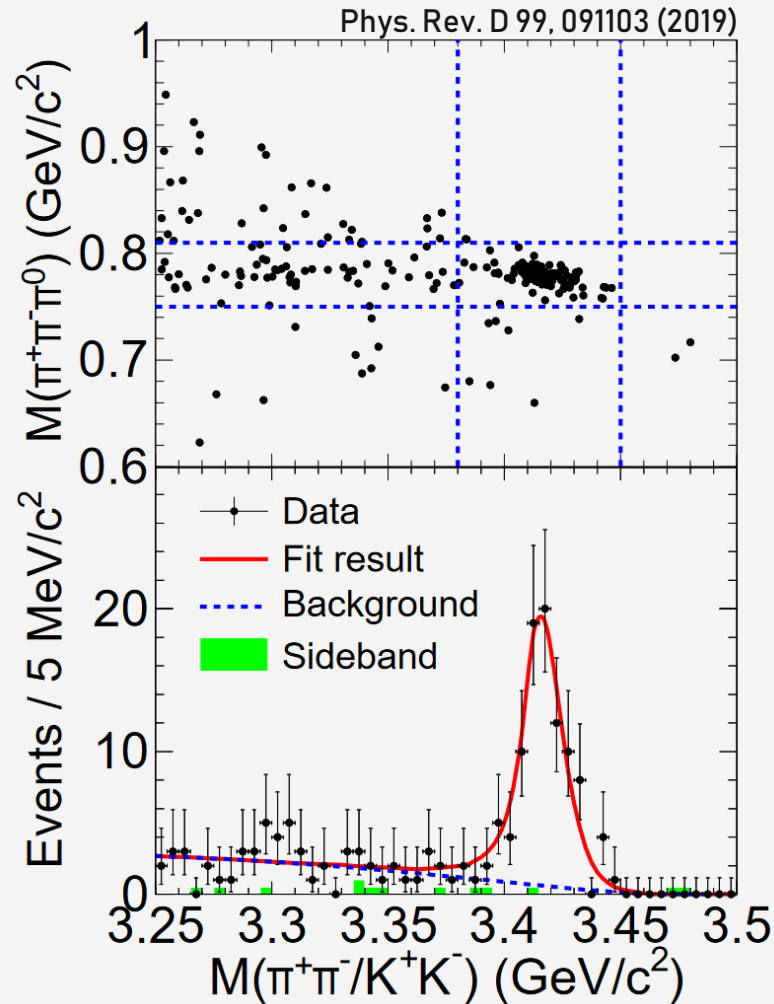 Phys. Rev. D 99, 091103 (2019)
M(π⁺π⁻π⁰) (GeV/c²)
1
0.9
0.8
0.7
0.6
Events / 5 MeV/c²
Data
Fit result
Background
Sideband
20
10
0
3.25 3.3 3.35 3.4 3.45 3.5
M(π⁺π⁻/K⁺K⁻) (GeV/c²)